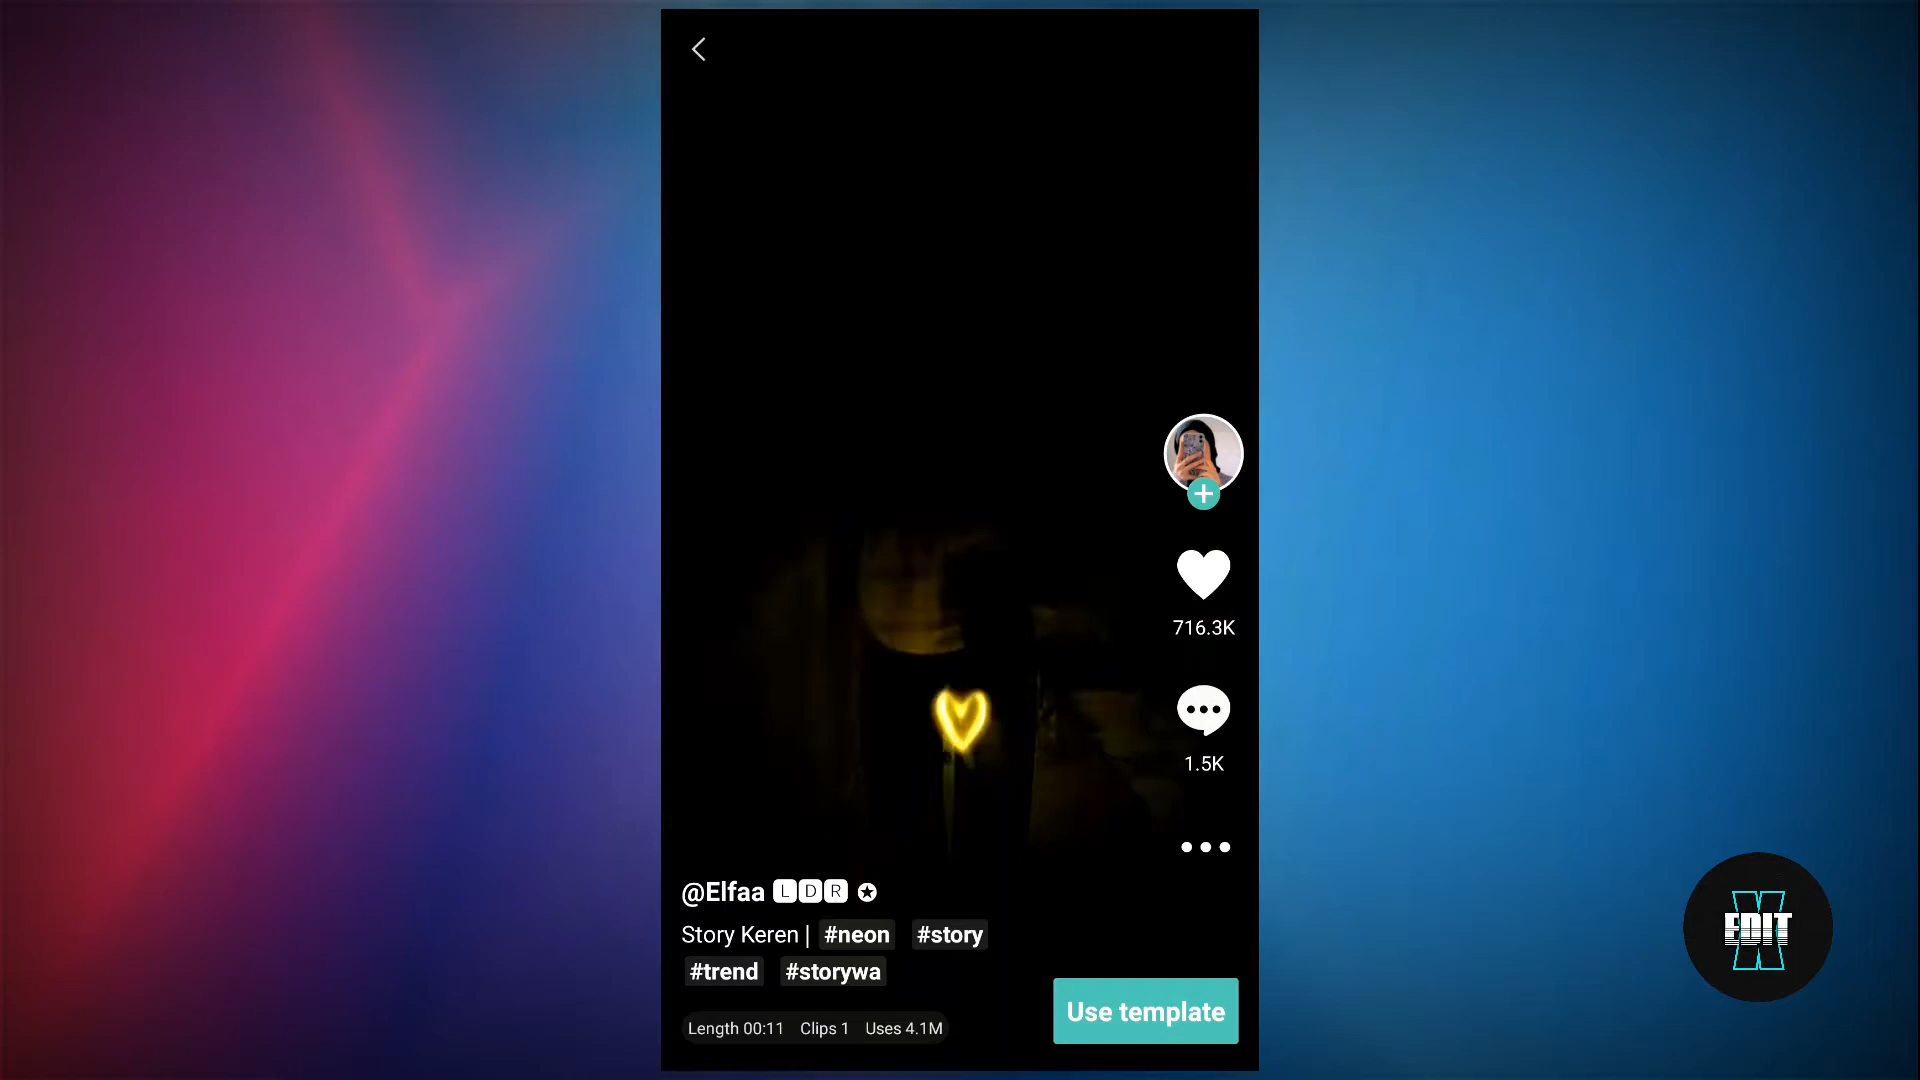 716.3K
1.5K
@Elfaa 🄻🄳🅁
Story Keren | #neon #story
#trend #storywa
Length 00:11 Clips 1 Uses 4.1M
Use template
EDIT
X